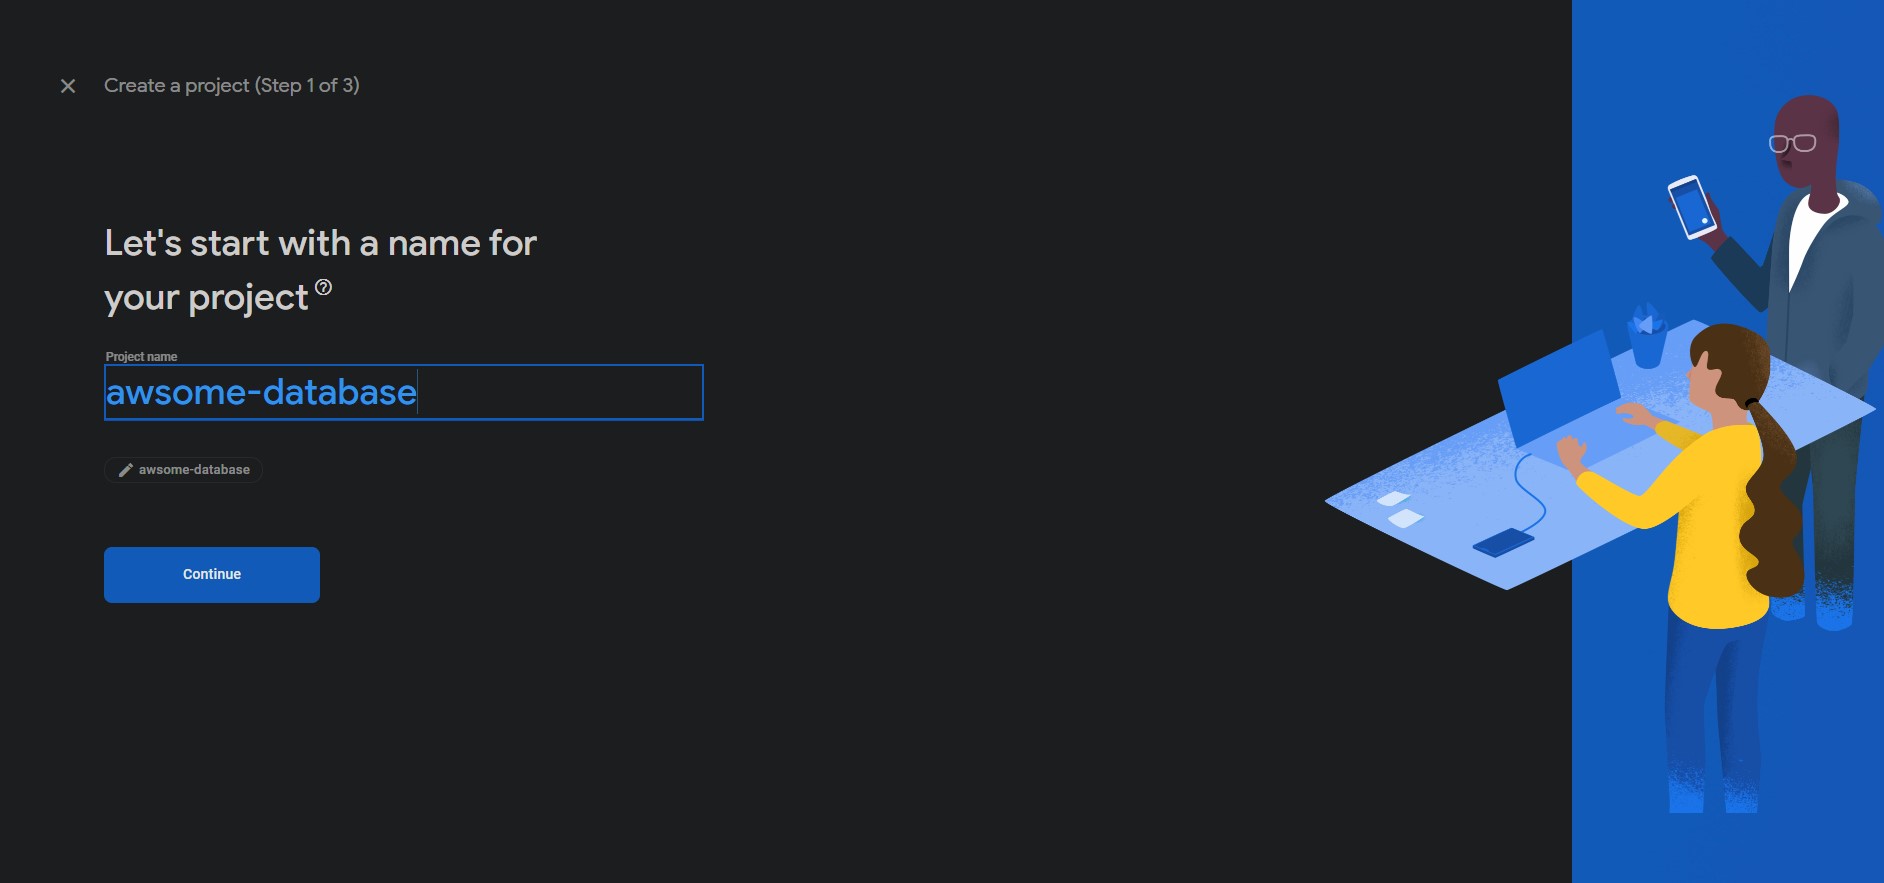 Create a project (Step 1 of 3)
Let's start with a name for
your project
Project name
awsome-database
awsome-database
Continue